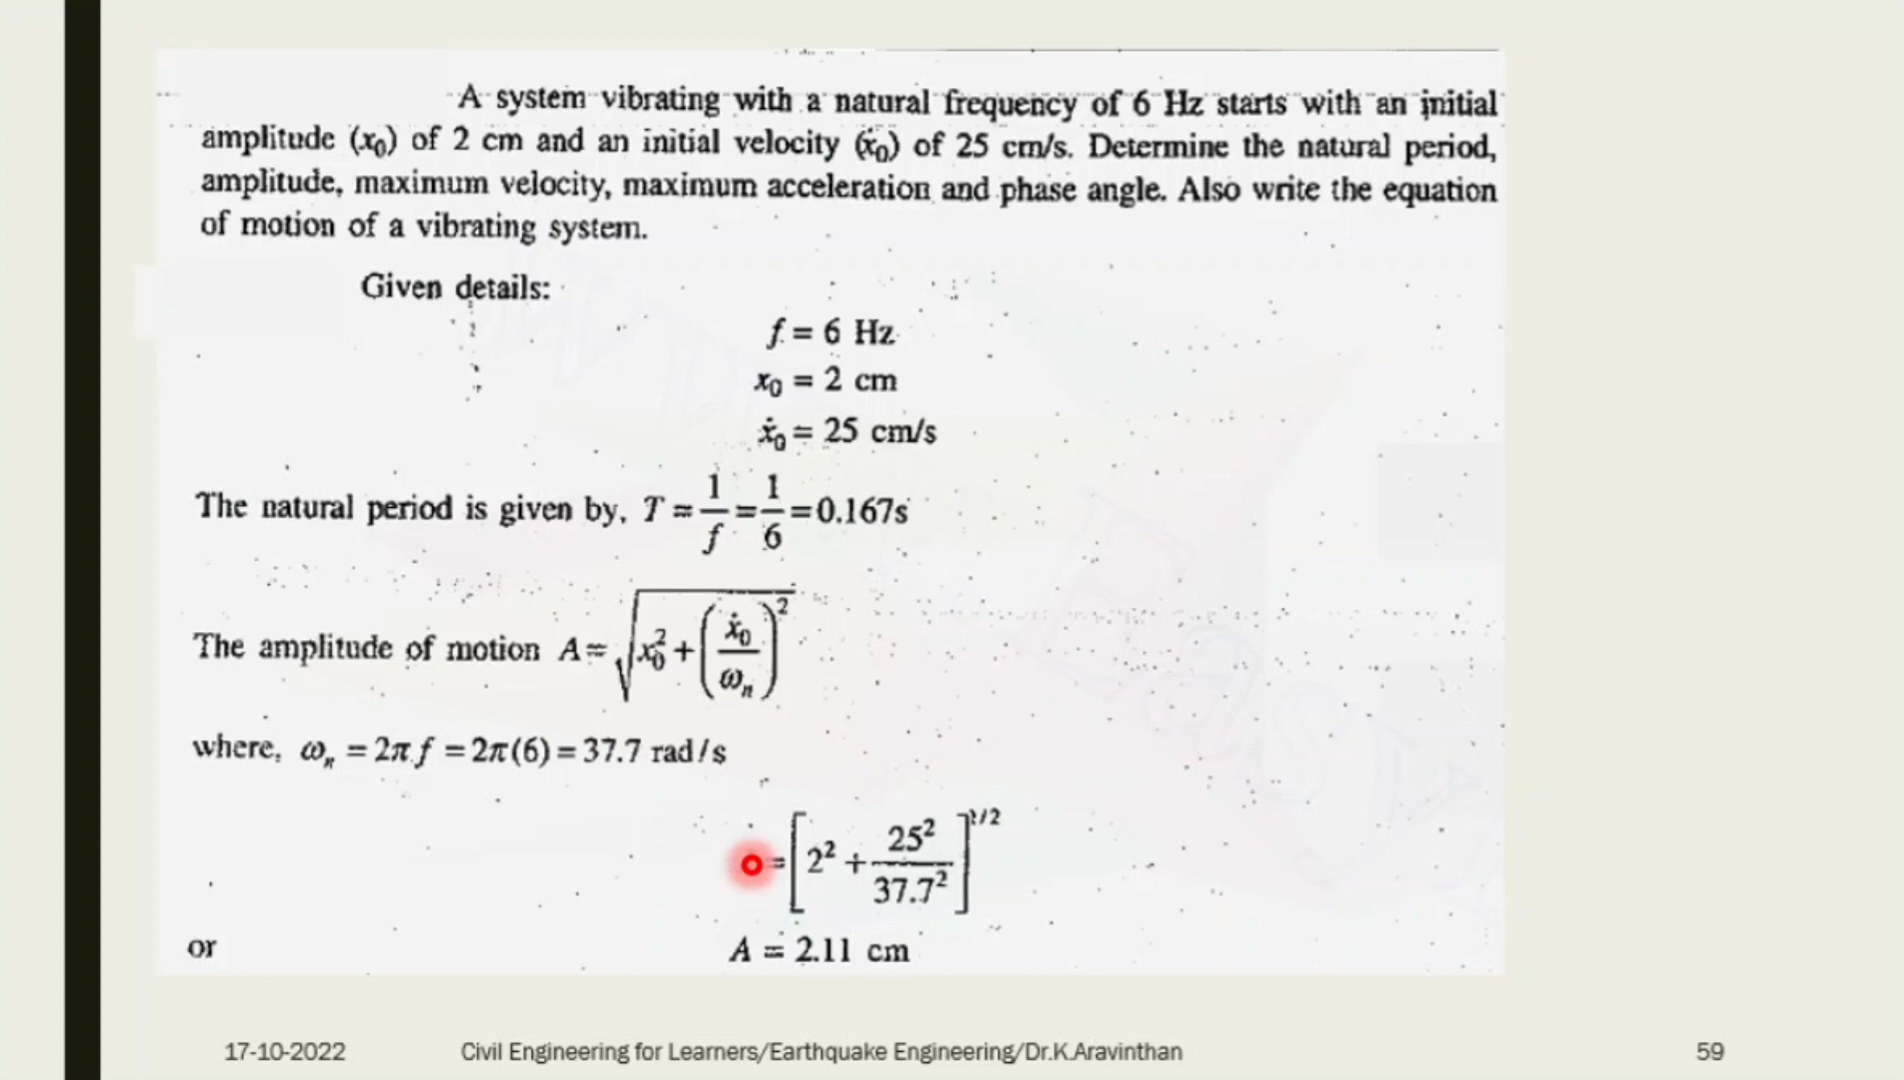 A system vibrating with a natural frequency of 6 Hz starts with an initial
amplitude (x₀) of 2 cm and an initial velocity (ẋ₀) of 25 cm/s. Determine the natural period,
amplitude, maximum velocity, maximum acceleration and phase angle. Also write the equation
of motion of a vibrating system.
Given details:
f = 6 Hz
x₀ = 2 cm
ẋ₀ = 25 cm/s
The natural period is given by, T = 1/f = 1/6 = 0.167s
The amplitude of motion A = √(x₀² + (ẋ₀/ωₙ)²)
where, ωₙ = 2π f = 2π(6) = 37.7 rad/s
= [2² + 25²/37.7²]^1/2
or A = 2.11 cm
17-10-2022 Civil Engineering for Learners/Earthquake Engineering/Dr.K.Aravinthan 59